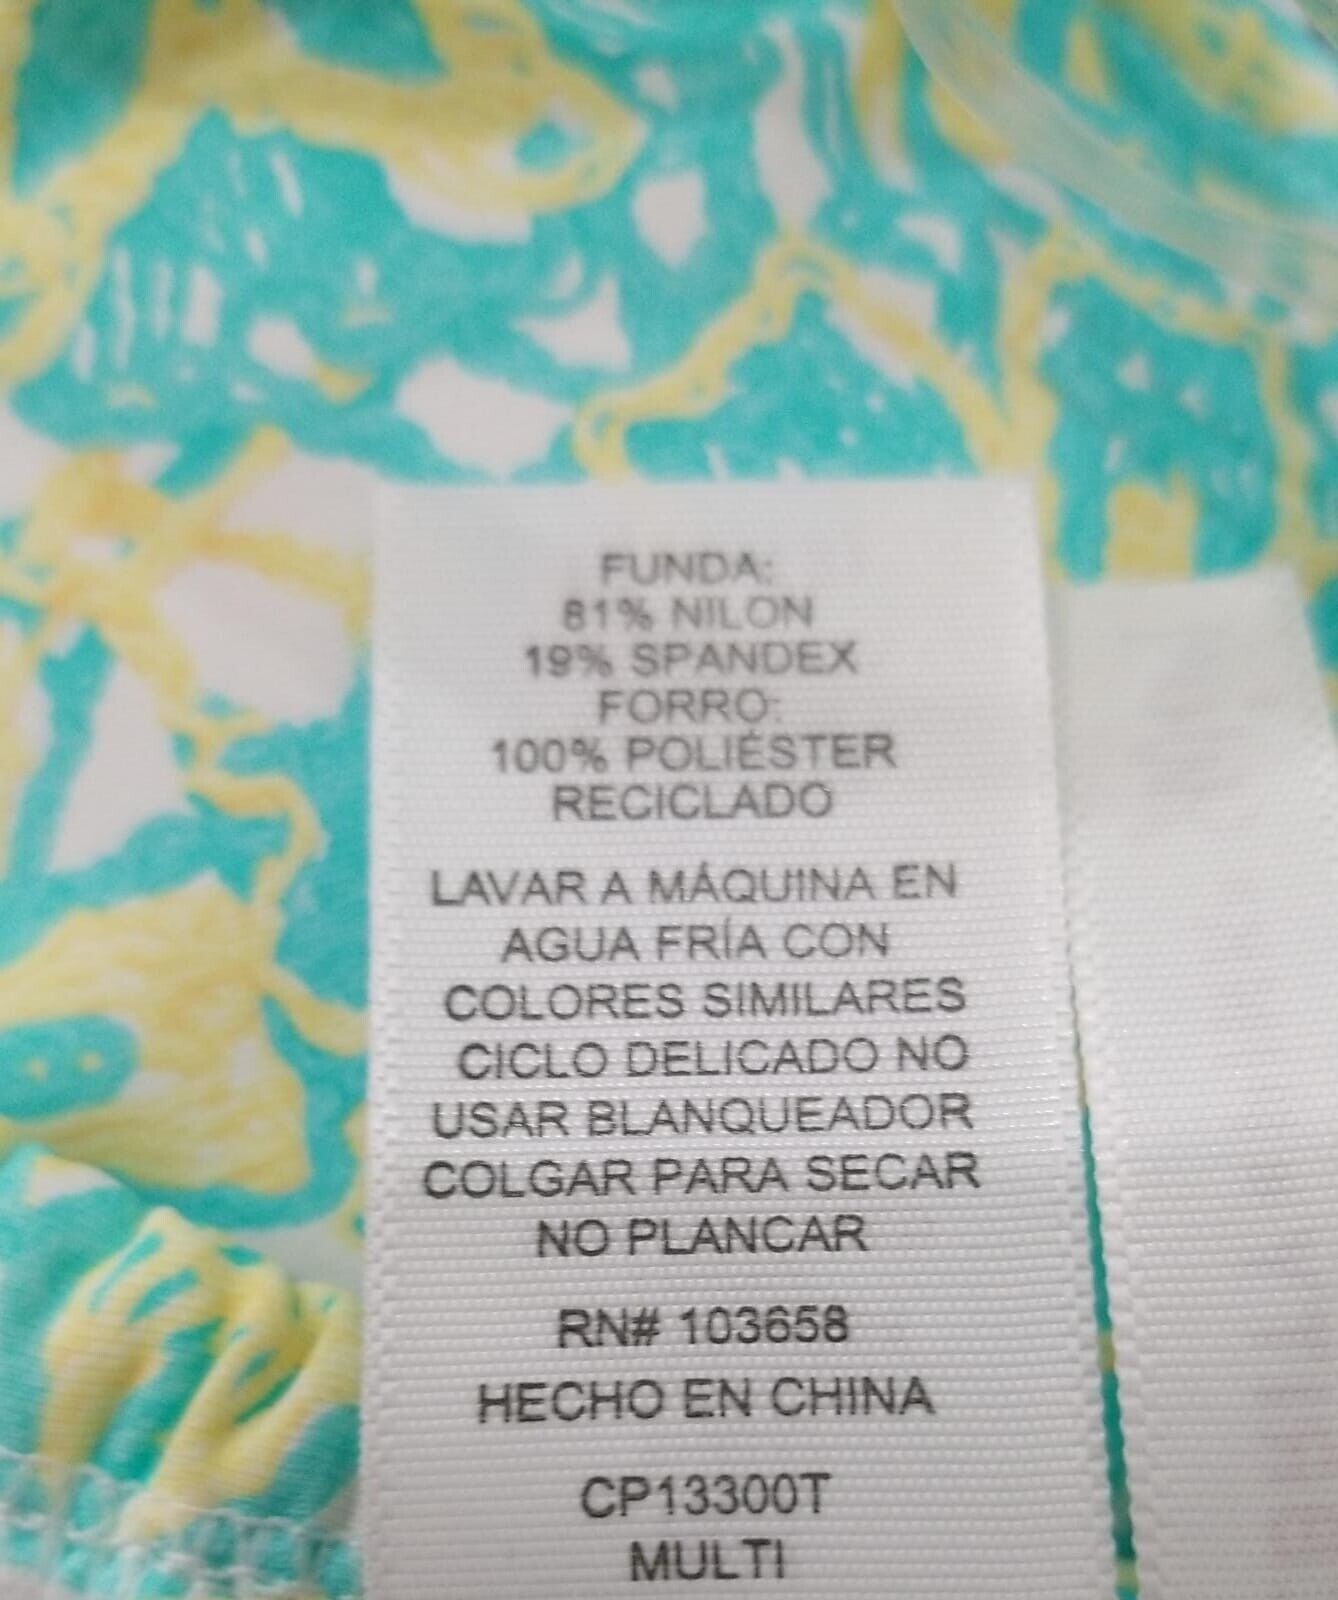 FUNDA:
81% NILON
19% SPANDEX
FORRO:
100% POLIÉSTER
RECICLADO
LAVAR A MÁQUINA EN
AGUA FRÍA CON
COLORES SIMILARES
CICLO DELICADO NO
USAR BLANQUEADOR
COLGAR PARA SECAR
NO PLANCAR
RN# 103658
HECHO EN CHINA
CP13300T
MULTI